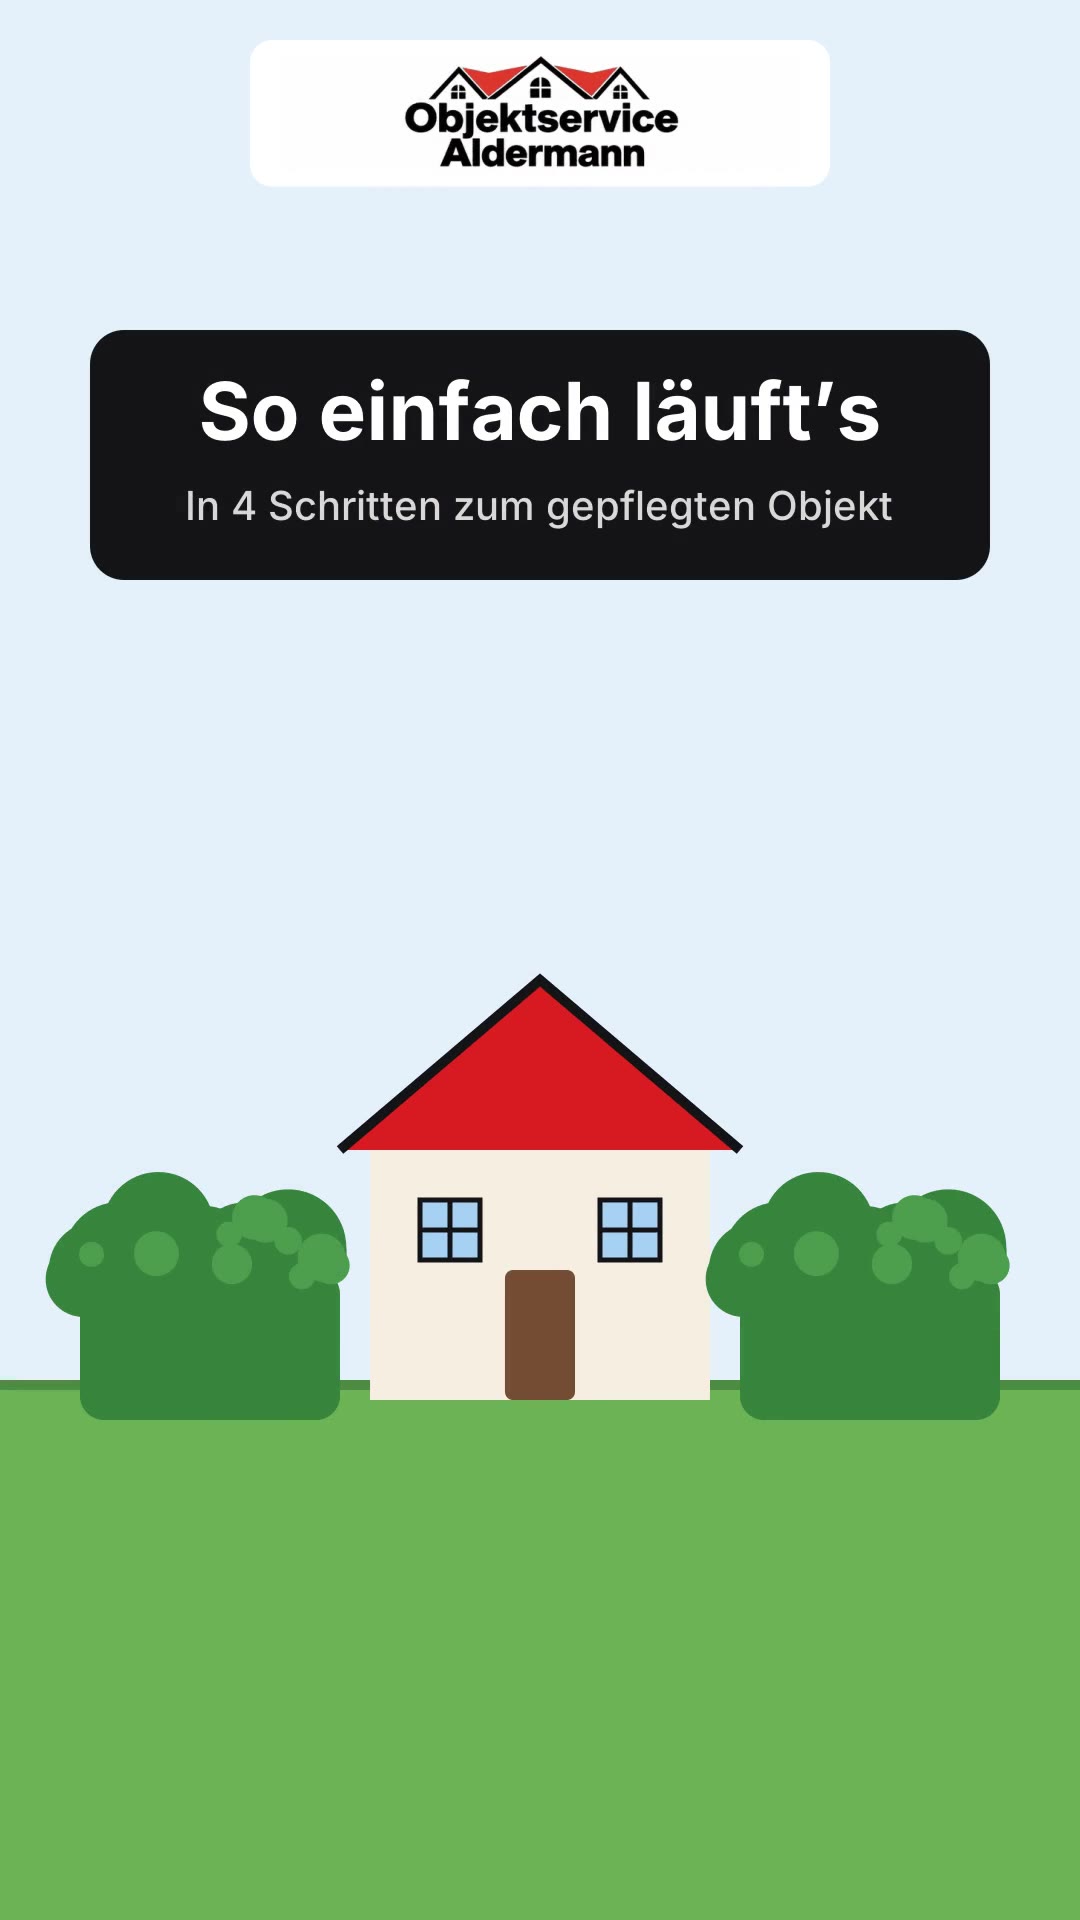 Objektservice
Aldermann
So einfach läuft’s
In 4 Schritten zum gepflegten Objekt